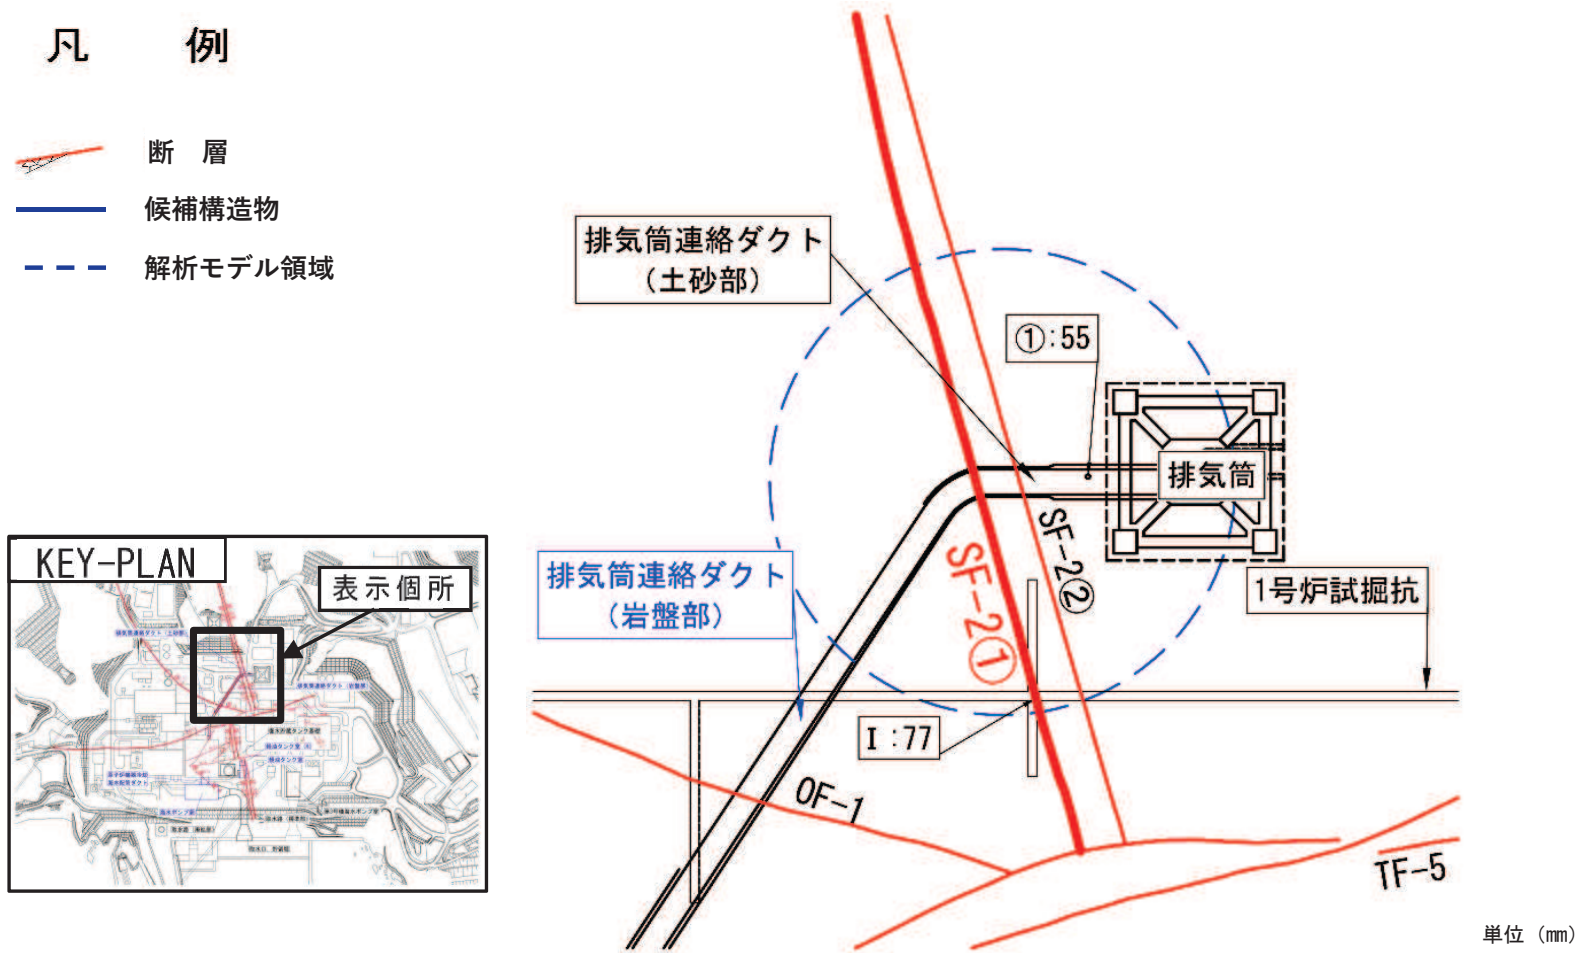 凡　例
断　層
候補構造物
解析モデル領域
排気筒連絡ダクト
（土砂部）
①:55
排気筒
SF-2②
SF-2①
排気筒連絡ダクト
（岩盤部）
1号炉試掘坑
I:77
OF-1
TF-5
KEY-PLAN
表示個所
単位（㎜）